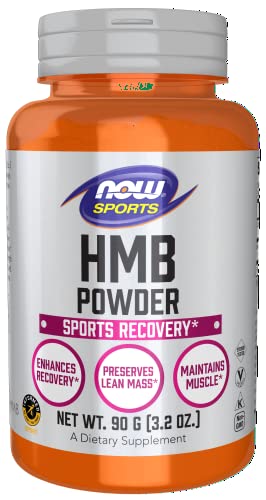 NOW
SPORTS
HMB
POWDER
SPORTS RECOVERY*
ENHANCES
RECOVERY*
PRESERVES
LEAN MASS*
MAINTAINS
MUSCLE*
NET WT. 90 G (3.2 OZ.)
A Dietary Supplement